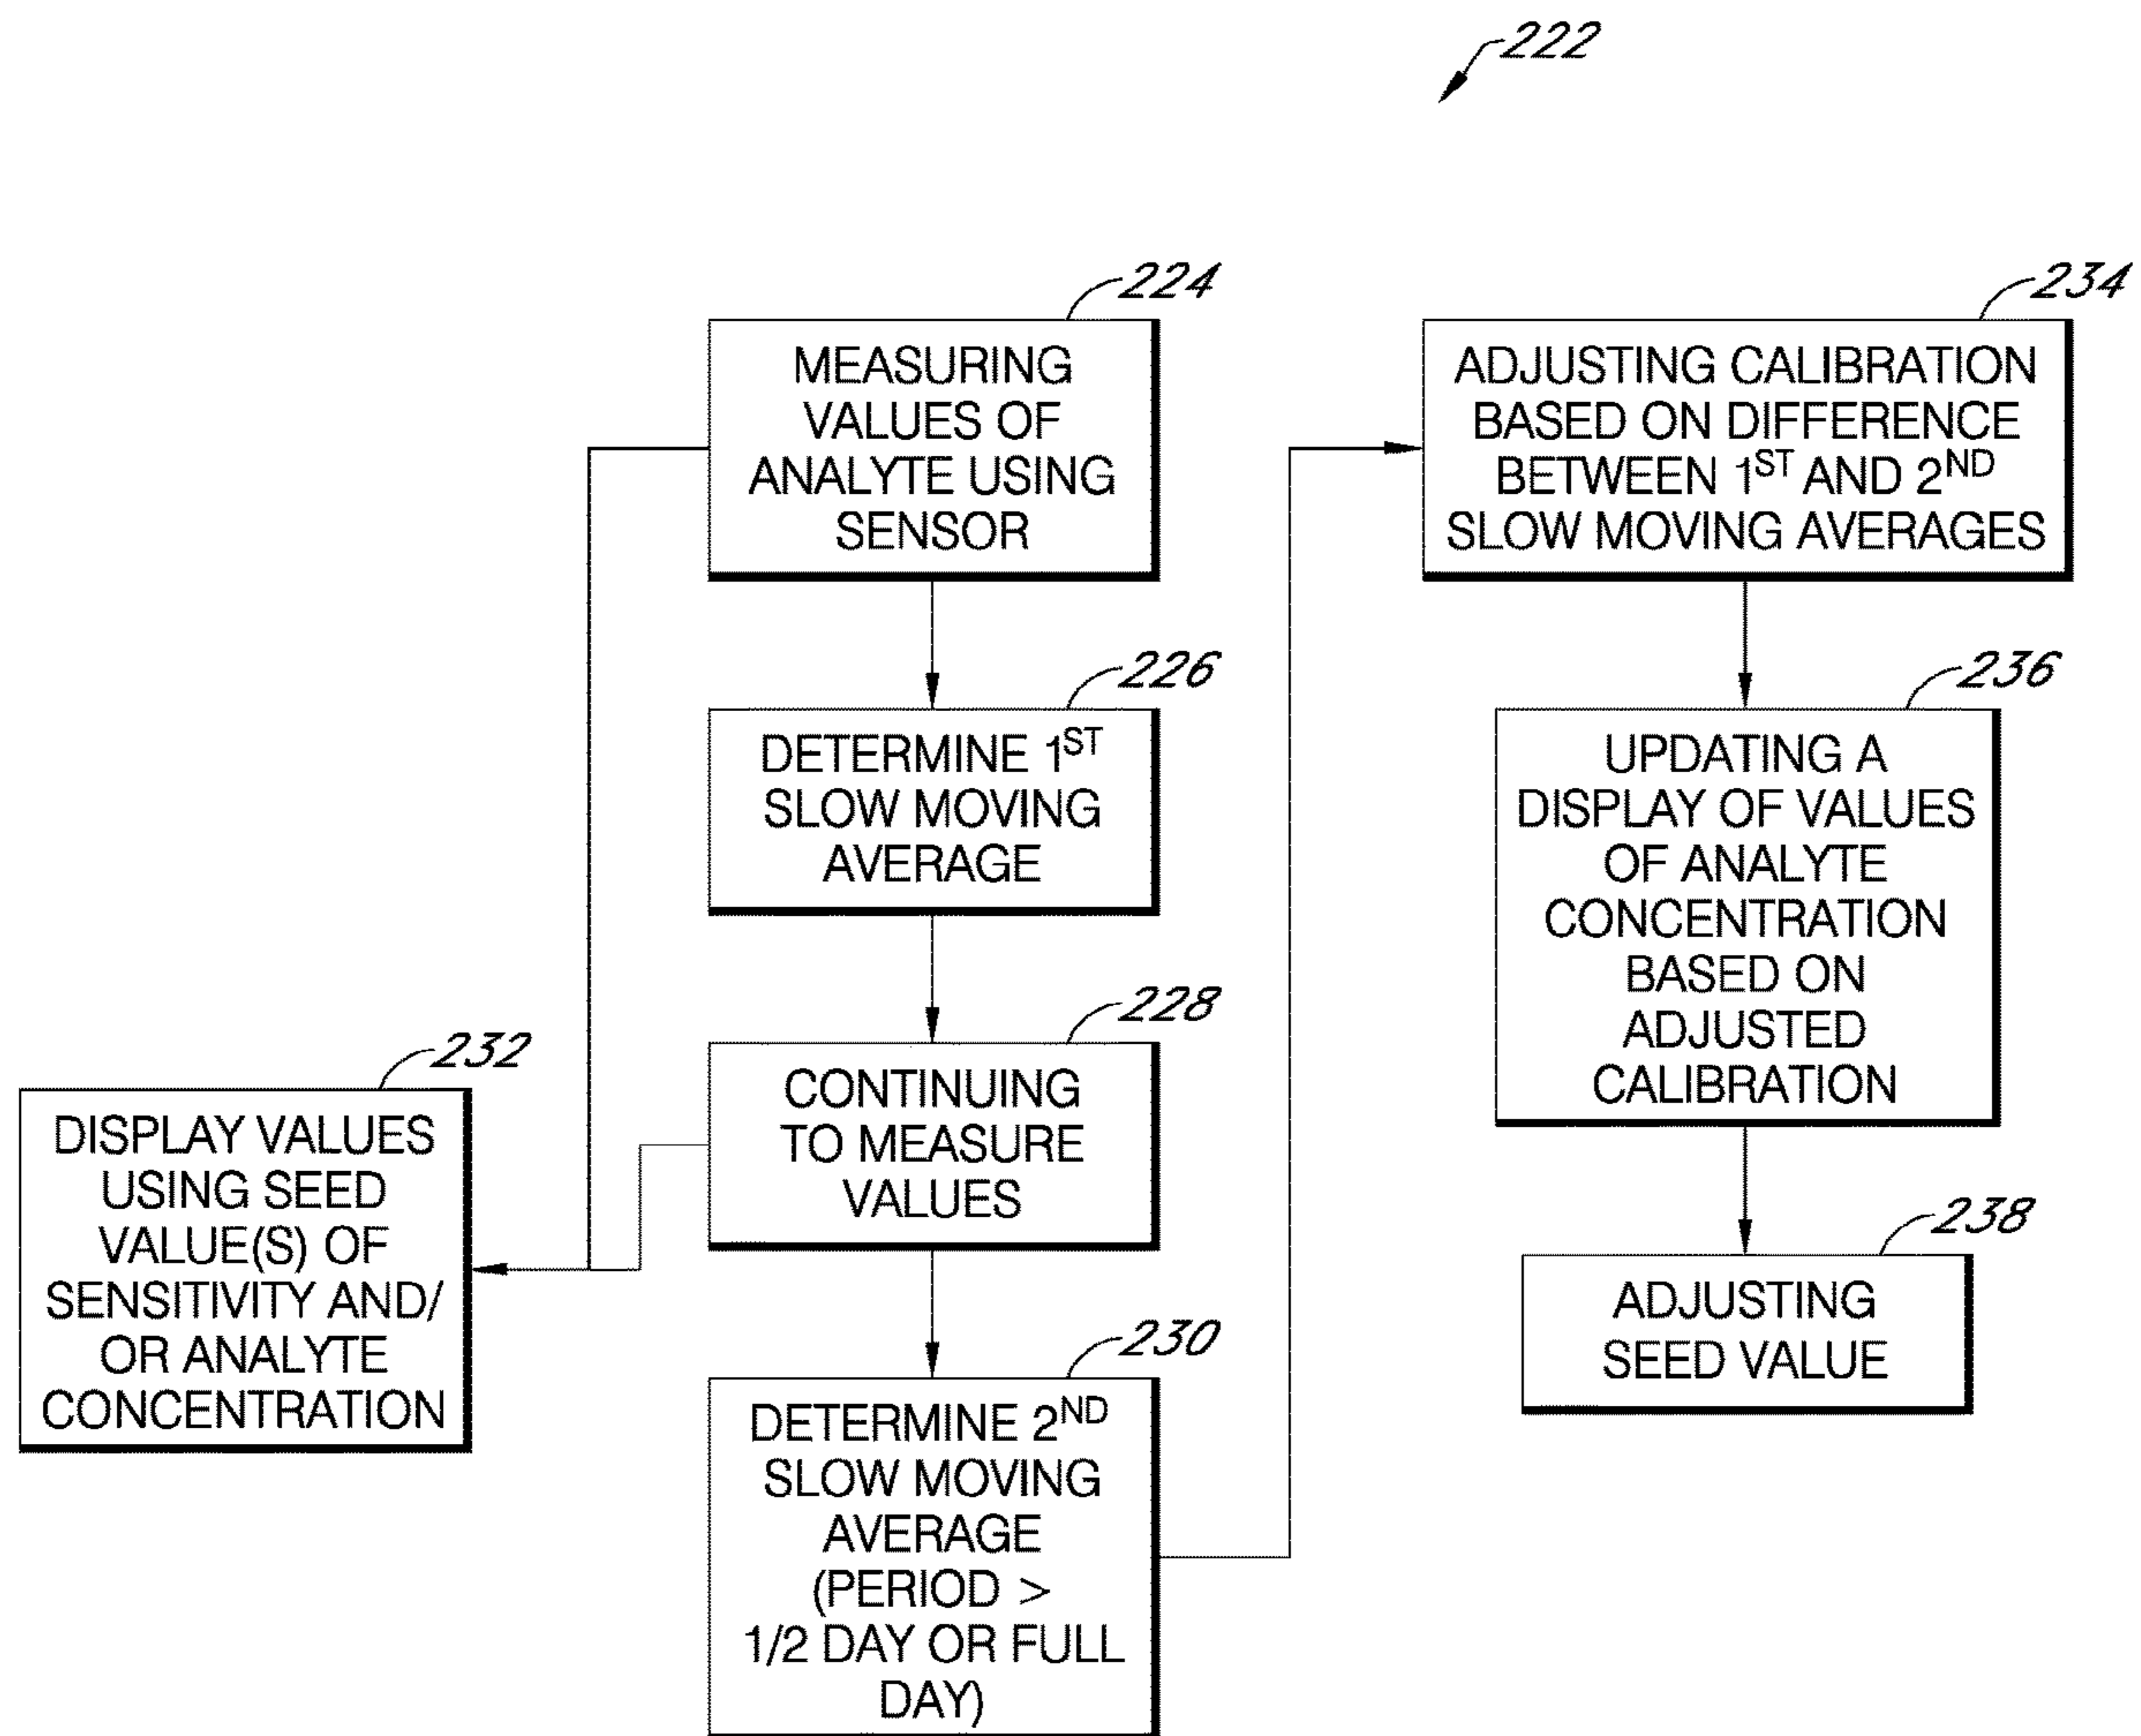 222
224
MEASURING
VALUES OF
ANALYTE USING
SENSOR
226
DETERMINE 1ST
SLOW MOVING
AVERAGE
228
CONTINUING
TO MEASURE
VALUES
232
DISPLAY VALUES
USING SEED
VALUE(S) OF
SENSITIVITY AND/
OR ANALYTE
CONCENTRATION
230
DETERMINE 2ND
SLOW MOVING
AVERAGE
(PERIOD >
1/2 DAY OR FULL
DAY)
234
ADJUSTING CALIBRATION
BASED ON DIFFERENCE
BETWEEN 1ST AND 2ND
SLOW MOVING AVERAGES
236
UPDATING A
DISPLAY OF VALUES
OF ANALYTE
CONCENTRATION
BASED ON
ADJUSTED
CALIBRATION
238
ADJUSTING
SEED VALUE